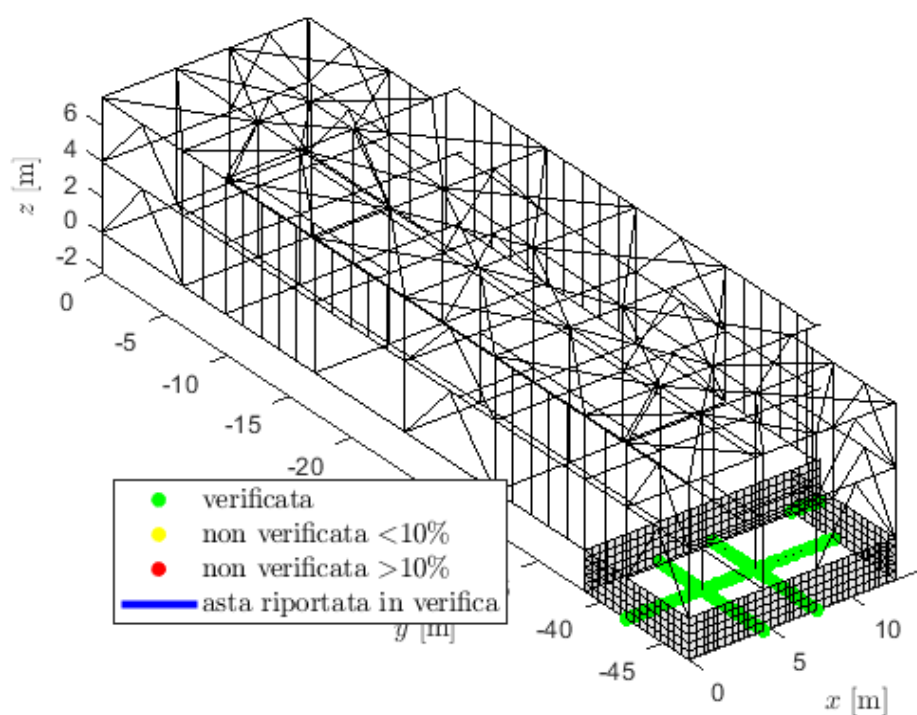 6
4
2
0
-2
z [m]
0
-5
-10
-15
-20
-40
-45
y [m]
0
5
10
x [m]
verificata
non verificata <10%
non verificata >10%
asta riportata in verifica